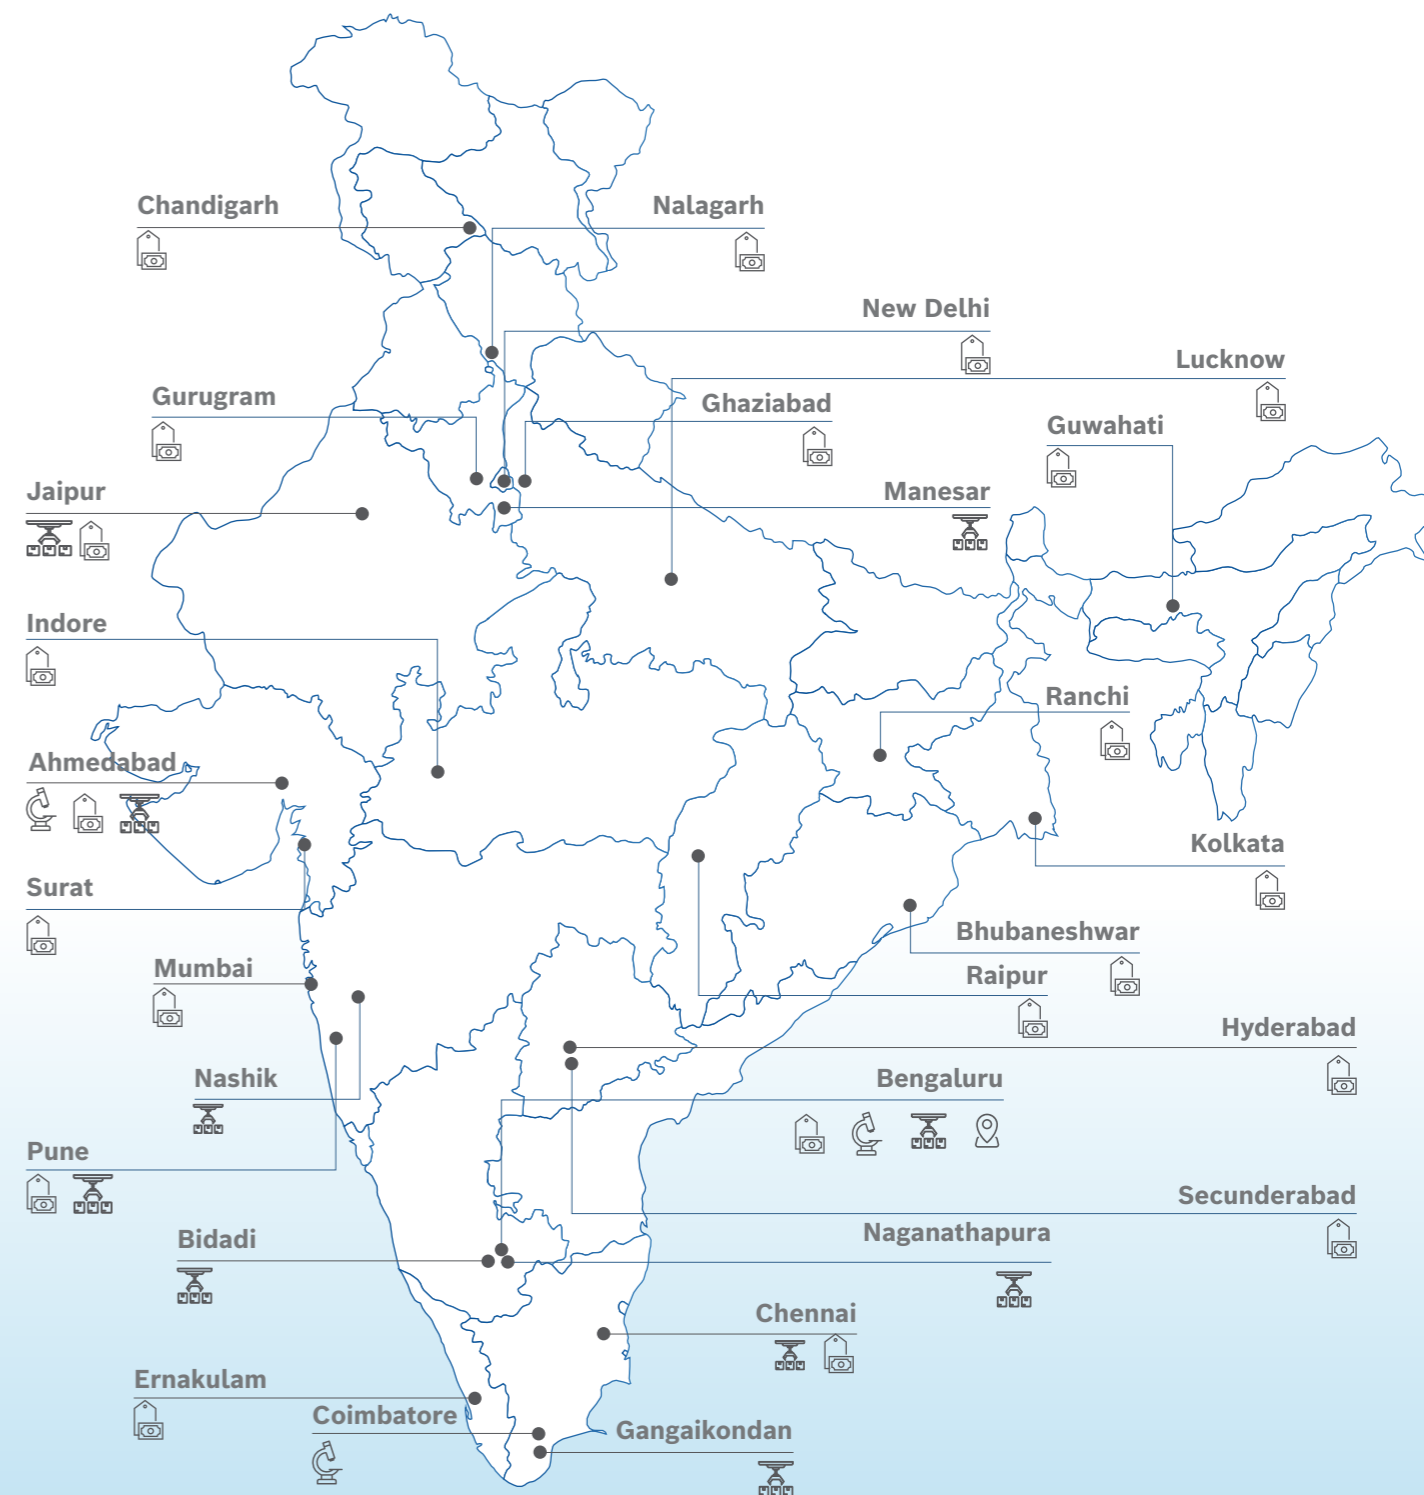 Chandigarh
Nalagarh
New Delhi
Lucknow
Gurugram
Ghaziabad
Guwahati
Jaipur
Manesar
Indore
Ranchi
Ahmedabad
Kolkata
Surat
Bhubaneshwar
Mumbai
Raipur
Hyderabad
Nashik
Bengaluru
Pune
Secunderabad
Naganathapura
Bidadi
Chennai
Ernakulam
Coimbatore
Gangaikondan